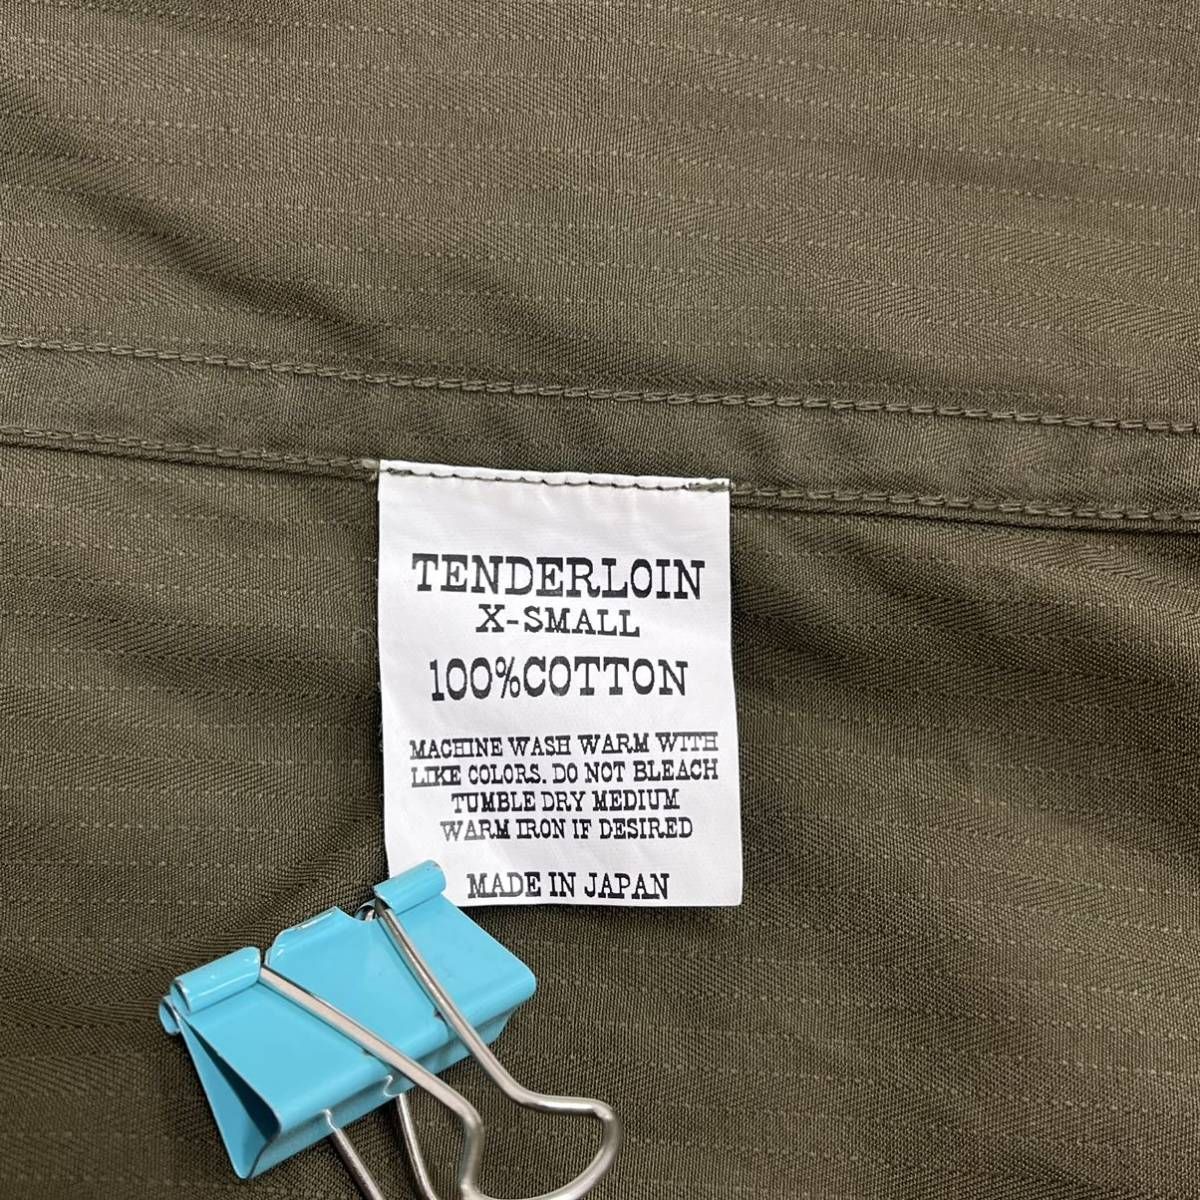 TENDERLOIN
X-SMALL
100%COTTON
MACHINE WASH WARM WITH
LIKE COLORS. DO NOT BLEACH
TUMBLE DRY MEDIUM
WARM IRON IF DESIRED
MADE IN JAPAN